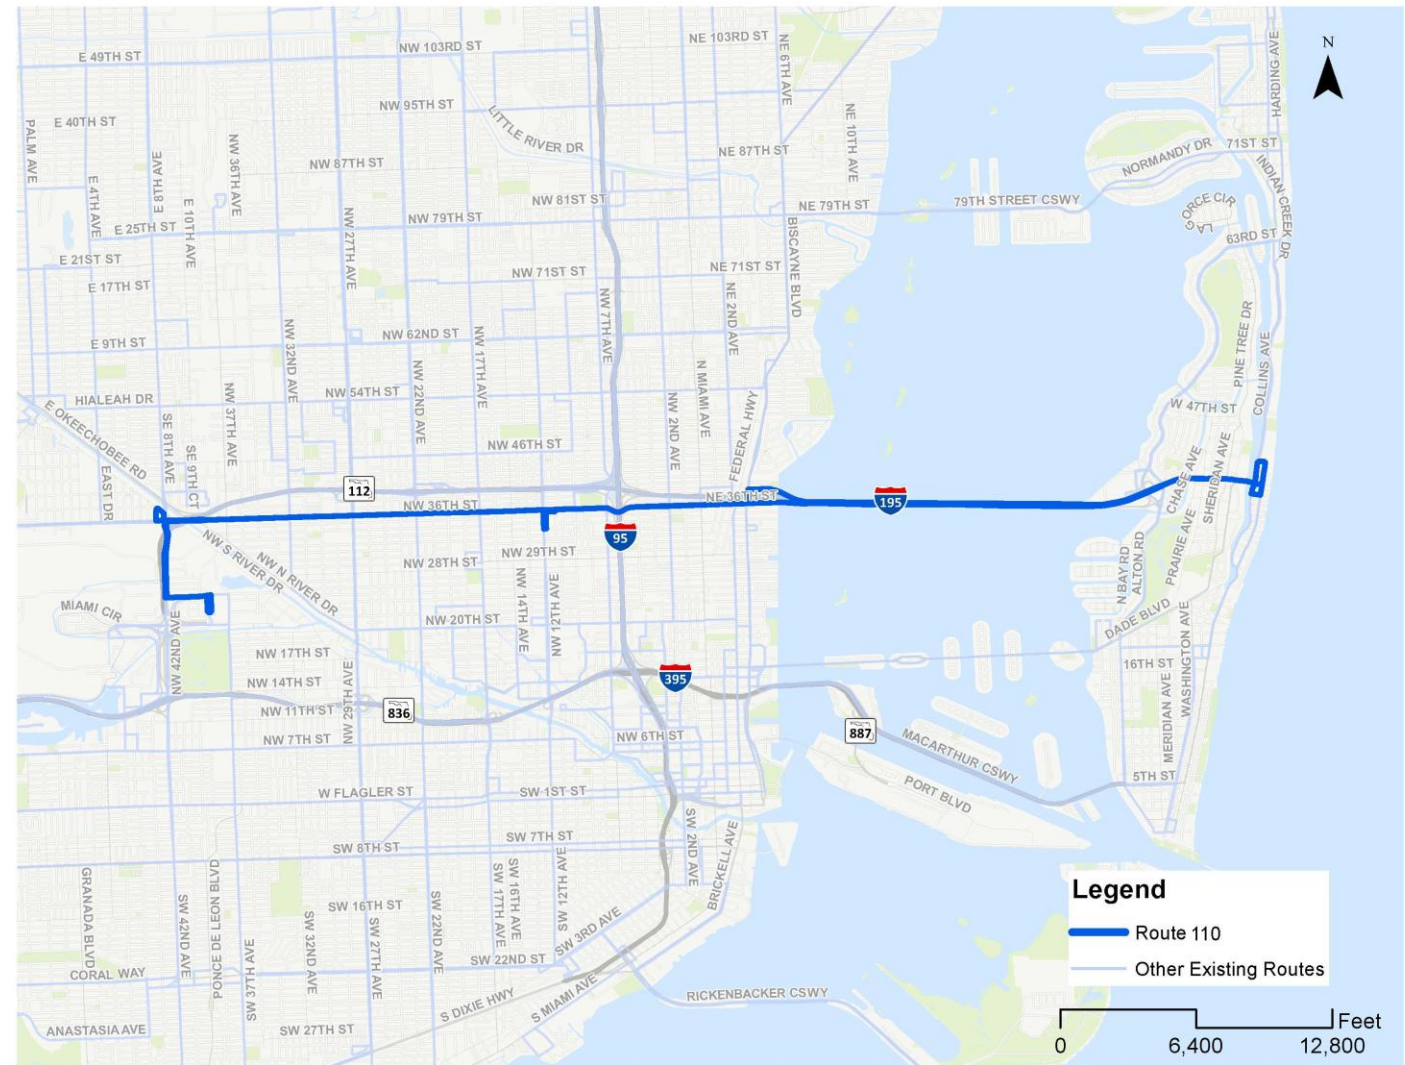 N
NE 103RD ST
NW 103RD ST
E 49TH ST
NE 6TH AVE
HARDING AVE
NW 95TH ST
E 40TH ST
LITTLE RIVER DR
NE 10TH AVE
PALM AVE
NW 36TH AVE
NE 87TH ST
NORMANDY DR
71ST ST
NW 87TH ST
E 8TH AVE
E 4TH AVE
INDIAN CREEK DR
NW 81ST ST
79TH STREET CSWY
NE 79TH ST
LA GORCE CIR
E 10TH AVE
NW 27TH AVE
NW 79TH ST
E 25TH ST
BISCAYNE BLVD
63RD ST
E 21ST ST
NW 71ST ST
NE 71ST ST
E 17TH ST
NW 7TH AVE
NE 2ND AVE
NW 32ND AVE
NW 62ND ST
E 9TH ST
NW 17TH AVE
PINE TREE DR
COLLINS AVE
NW 22ND AVE
N MIAMI AVE
NW 54TH ST
HIALEAH DR
NW 37TH AVE
FEDERAL HWY
NW 2ND AVE
W 47TH ST
E OKEECHOBEE RD
SE 8TH AVE
NW 46TH ST
SE 9TH CT
EAST DR
CHASE AVE
SHERIDAN AVE
112
NE 36TH ST
195
NW 36TH ST
95
NW 29TH ST
NW 28TH ST
NW S RIVER DR
NW N RIVER DR
N BAY RD
ALTON RD
PRAIRIE AVE
NW 14TH AVE
NW 12TH AVE
MIAMI CIR
NW 42ND AVE
NW 20TH ST
DADE BLVD
NW 17TH ST
16TH ST
WASHINGTON AVE
MERIDIAN AVE
395
NW 14TH ST
NW 29TH AVE
NW 11TH ST
836
NW 7TH ST
NW 6TH ST
887
MACARTHUR CSWY
5TH ST
PORT BLVD
W FLAGLER ST
SW 1ST ST
SW 2ND AVE
SW 7TH ST
SW 8TH ST
BRICKELL AVE
GRANADA BLVD
PONCE DE LEON BLVD
SW 16TH AVE
SW 17TH AVE
SW 12TH AVE
SW 42ND AVE
SW 16TH ST
SW 32ND AVE
SW 27TH AVE
SW 22ND AVE
SW 3RD AVE
SW 37TH AVE
CORAL WAY
SW 22ND ST
S DIXIE HWY
S MIAMI AVE
RICKENBACKER CSWY
ANASTASIA AVE
SW 27TH ST
Legend
Route 110
Other Existing Routes
Feet
0 6,400 12,800